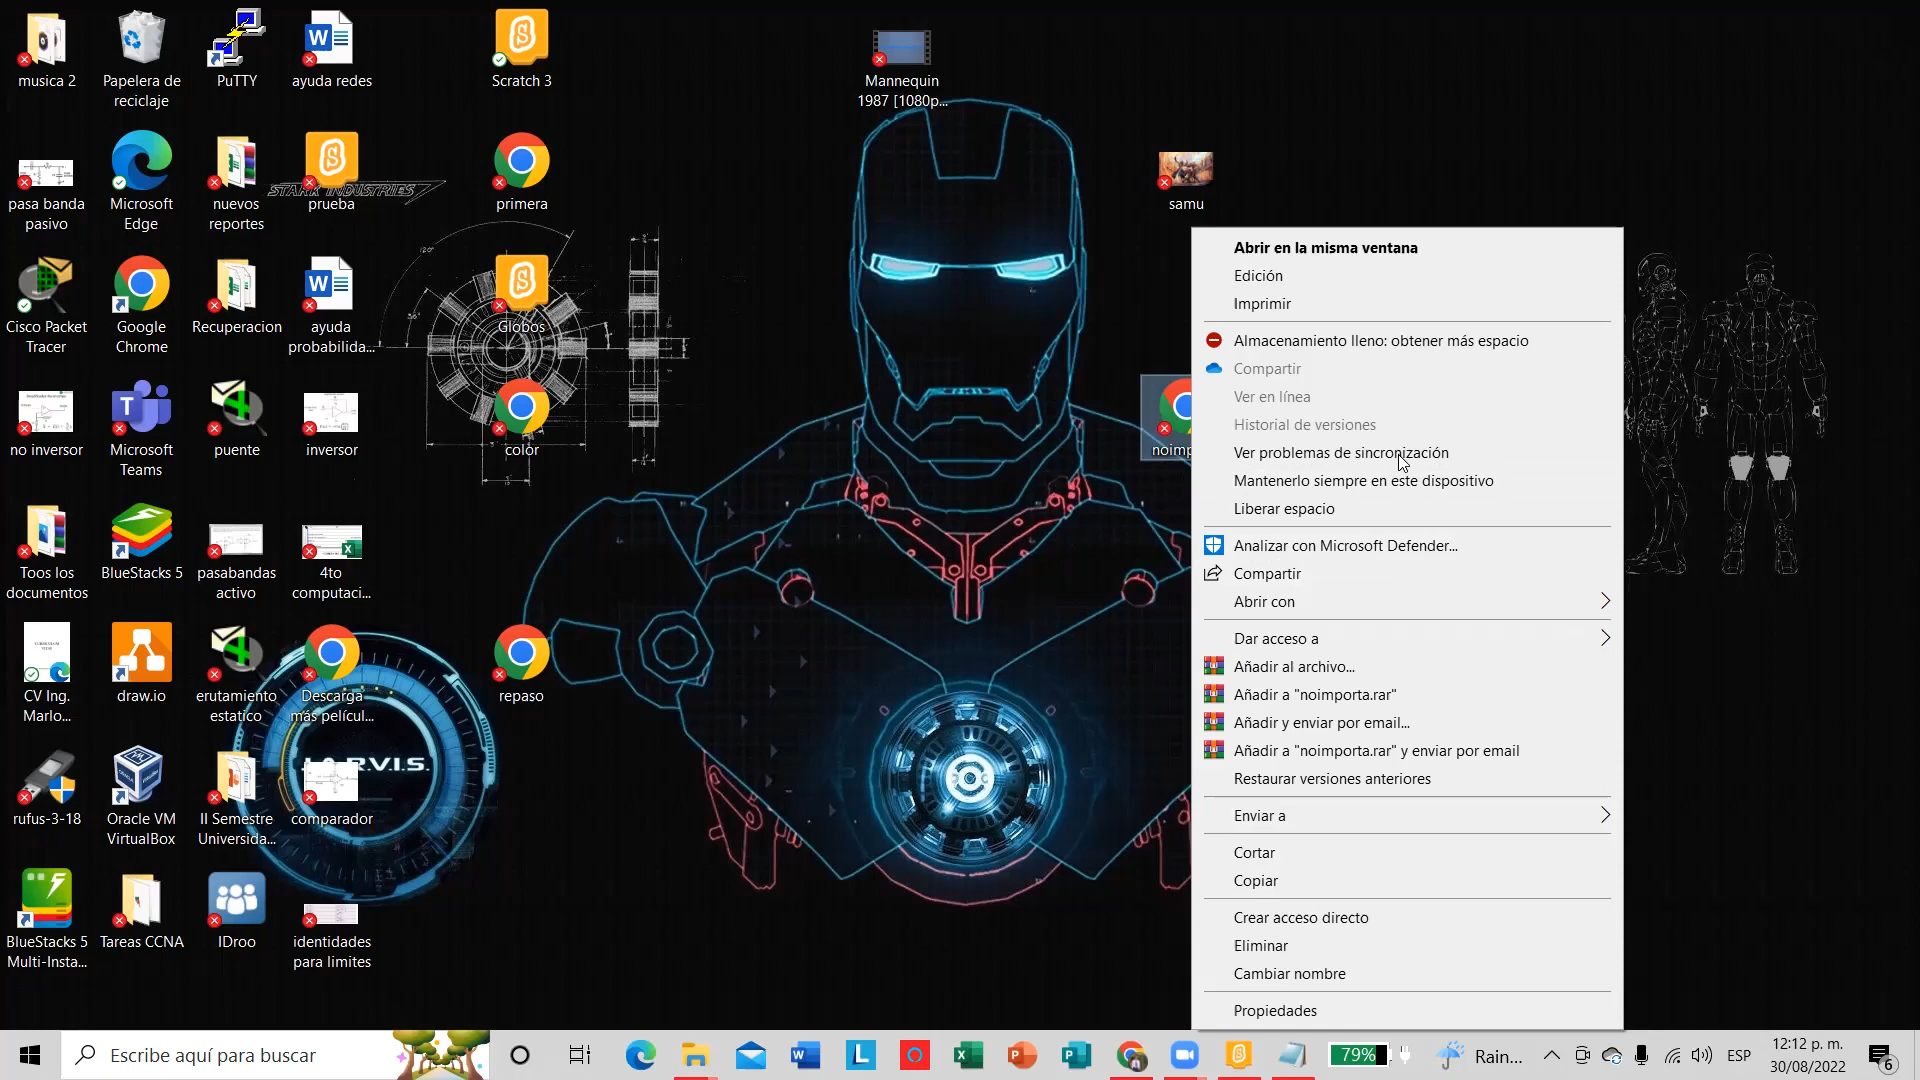 musica 2
Papelera de
reciclaje
PuTTY
ayuda redes
Scratch 3
Mannequin
1987 [1080p...
pasa banda
pasivo
Microsoft
Edge
nuevos
reportes
STARK INDUSTRIES
prueba
primera
samu
Cisco Packet
Tracer
Google
Chrome
Recuperacion
ayuda
probabilida...
Globos
120°
36°
no inversor
Microsoft
Teams
puente
inversor
color
noimp
Toos los
documentos
BlueStacks 5
pasabandas
activo
4to
computaci...
CV Ing.
Marlo...
draw.io
erutamiento
estatico
Descarga
más películ...
repaso
rufus-3-18
Oracle VM
VirtualBox
II Semestre
Universida...
J.A.R.V.I.S.
comparador
BlueStacks 5
Multi-Insta...
Tareas CCNA
IDroo
identidades
para limites
Abrir en la misma ventana
Edición
Imprimir
Almacenamiento lleno: obtener más espacio
Compartir
Ver en línea
Historial de versiones
Ver problemas de sincronización
Mantenerlo siempre en este dispositivo
Liberar espacio
Analizar con Microsoft Defender...
Compartir
Abrir con
Dar acceso a
Añadir al archivo...
Añadir a "noimporta.rar"
Añadir y enviar por email...
Añadir a "noimporta.rar" y enviar por email
Restaurar versiones anteriores
Enviar a
Cortar
Copiar
Crear acceso directo
Eliminar
Cambiar nombre
Propiedades
Escribe aquí para buscar
79%
Rain...
ESP
12:12 p. m.
30/08/2022
6